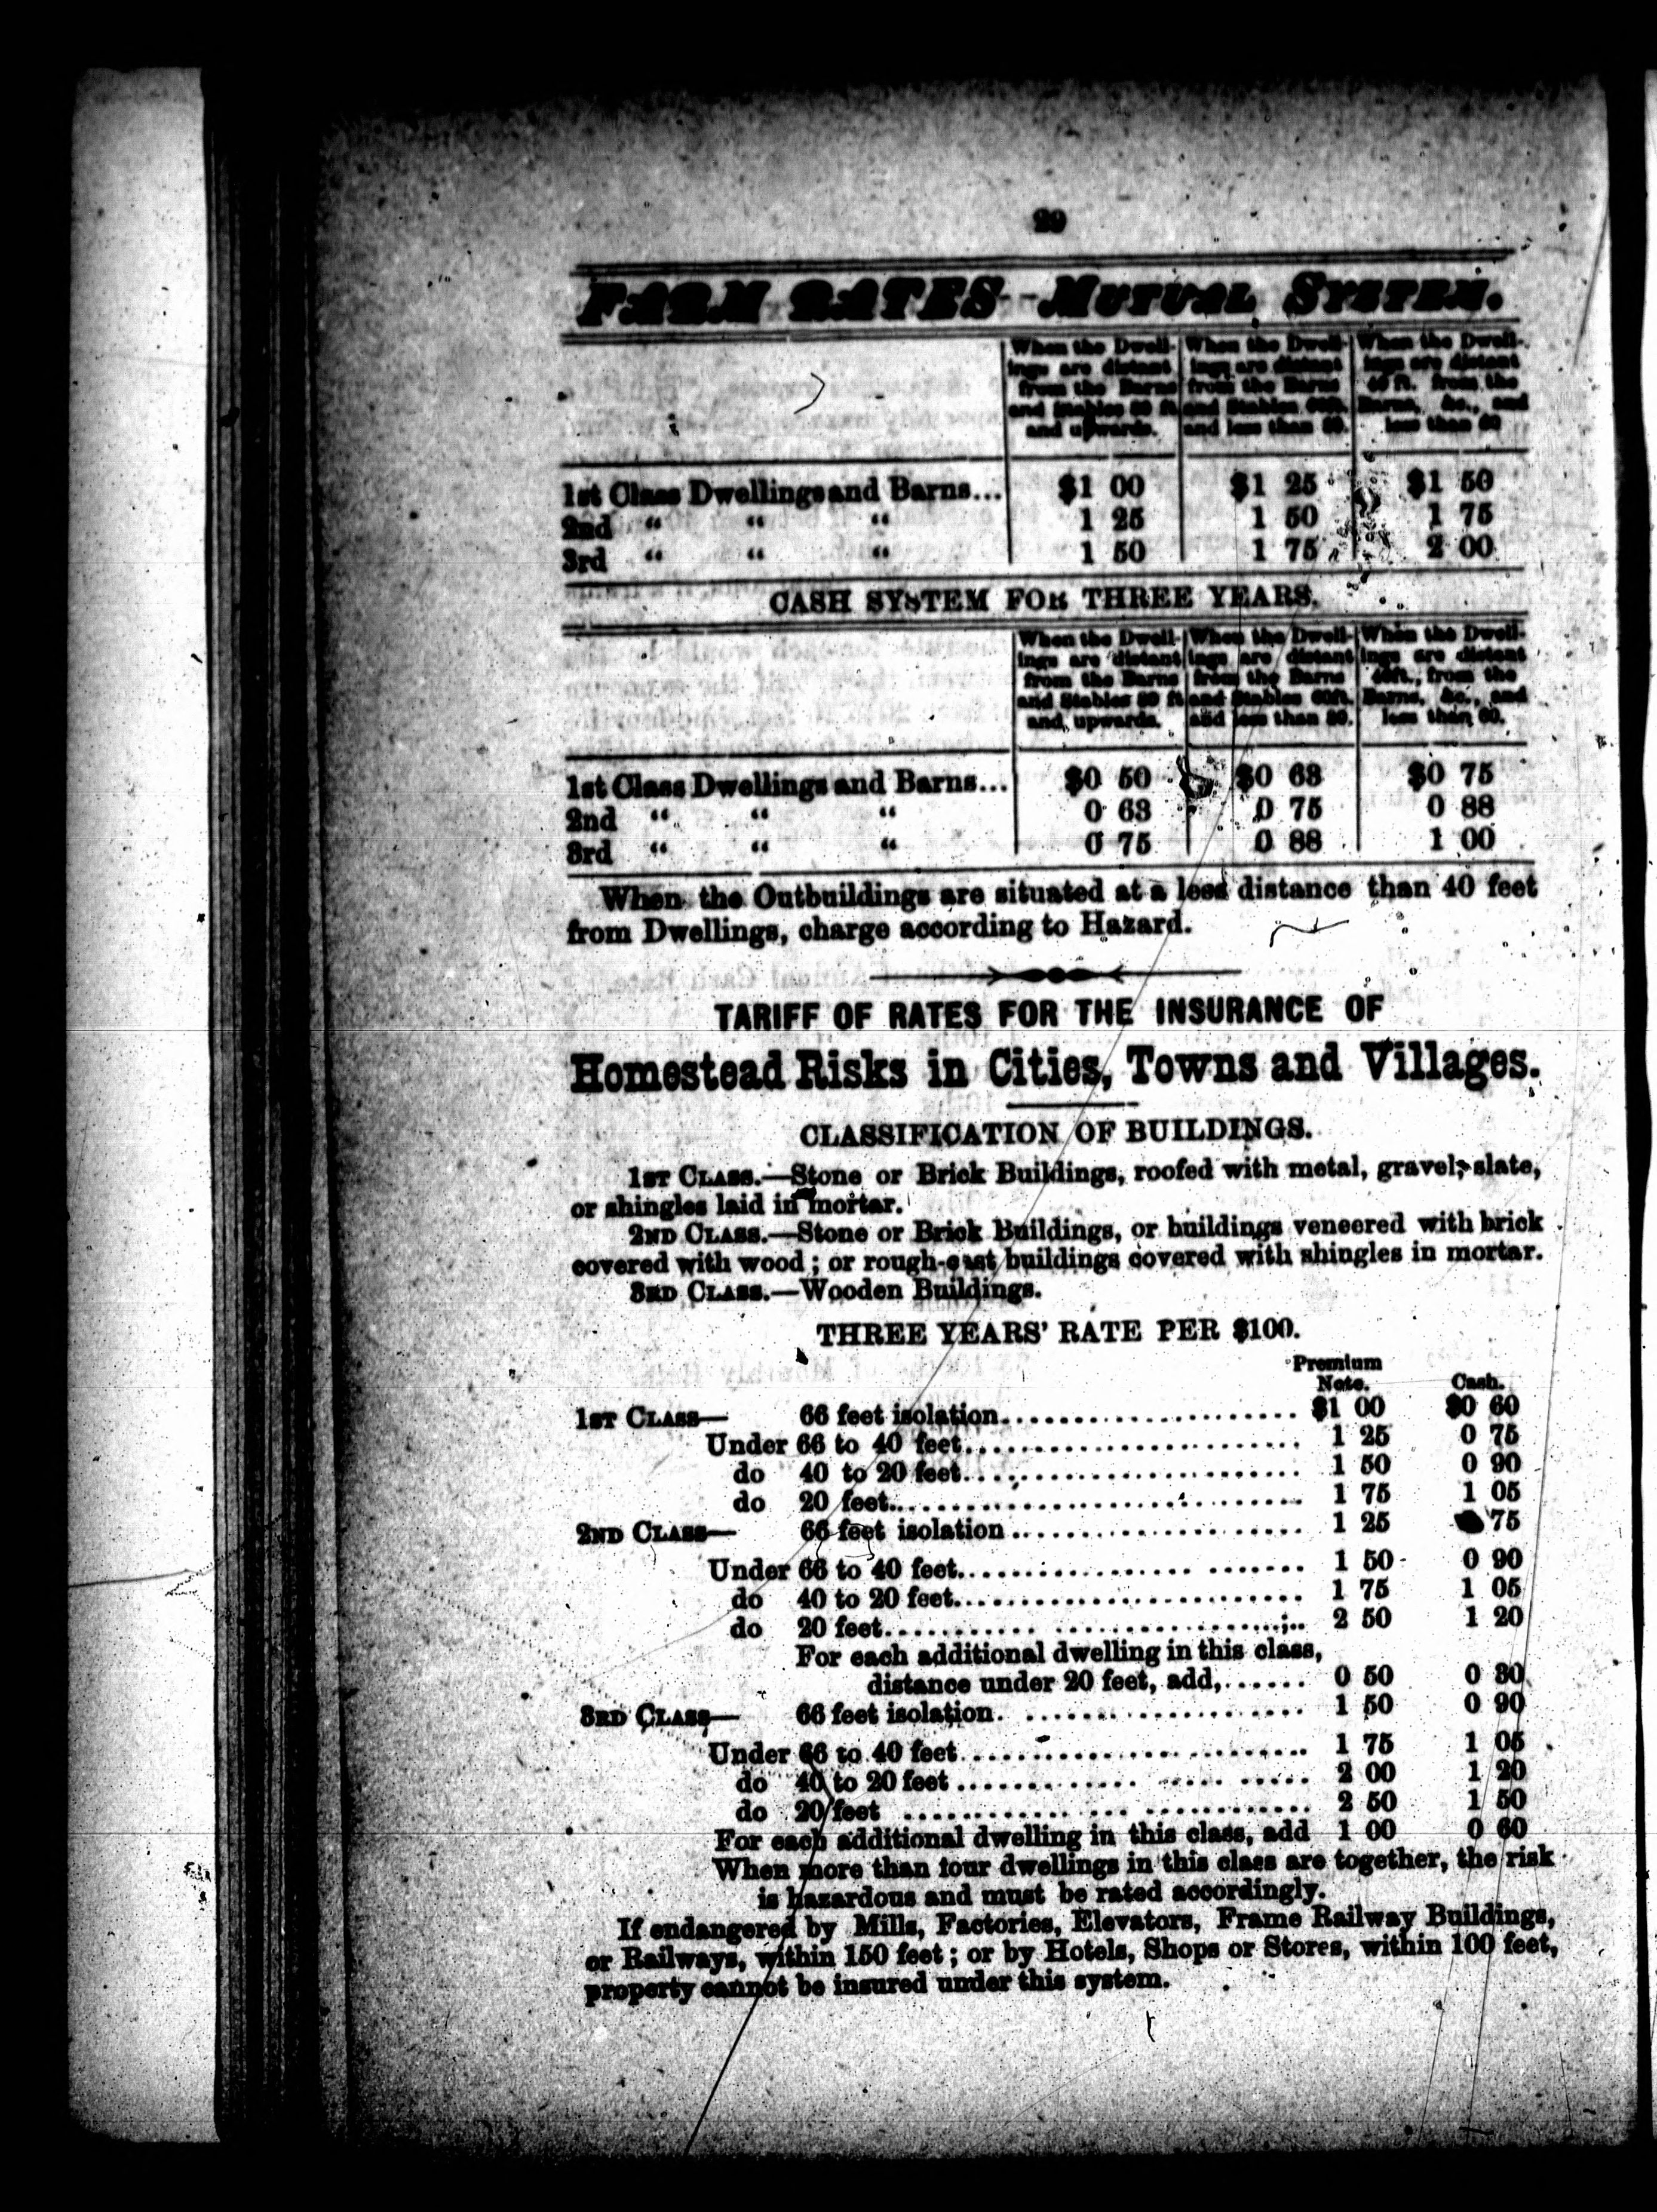 29
FARM RATES—MUTUAL SYSTEM.
When the Dwell- When the Dwell- When the Dwell-
ings are distant ings are distant ings are distant
from the Barns from the Barns 40 ft. from the
and Stables 80 ft and Stables 60ft. Barns, &c., and
and upwards. and less than 80. less than 60
1st Class Dwellings and Barns... $1 00 $1 25 $1 50
2nd “ “ “ 1 25 1 50 1 75
3rd “ “ “ 1 50 1 75 2 00
CASH SYSTEM FOR THREE YEARS.
When the Dwell- When the Dwell- When the Dwell-
ings are distant ings are distant ings are distant
from the Barns from the Barns 40ft., from the
and Stables 80 ft and Stables 60ft. Barns, &c., and
and upwards. and less than 80. less than 60.
1st Class Dwellings and Barns... $0 50 $0 63 $0 75
2nd “ “ “ 0 63 0 75 0 88
3rd “ “ “ 0 75 0 88 1 00
When the Outbuildings are situated at a less distance than 40 feet
from Dwellings, charge according to Hazard.
TARIFF OF RATES FOR THE INSURANCE OF
Homestead Risks in Cities, Towns and Villages.
CLASSIFICATION OF BUILDINGS.
1ST CLASS.—Stone or Brick Buildings, roofed with metal, gravel, slate,
or shingles laid in mortar.
2ND CLASS.—Stone or Brick Buildings, or buildings veneered with brick
covered with wood; or rough-cast buildings covered with shingles in mortar.
3RD CLASS.—Wooden Buildings.
THREE YEARS' RATE PER $100.
Premium
Note. Cash.
1ST CLASS— 66 feet isolation.................... $1 00 $0 60
Under 66 to 40 feet........................ 1 25 0 75
do 40 to 20 feet........................ 1 50 0 90
do 20 feet.............................. 1 75 1 05
2ND CLASS— 66 feet isolation.................... 1 25 75
Under 66 to 40 feet........................ 1 50 0 90
do 40 to 20 feet........................ 1 75 1 05
do 20 feet.............................. 2 50 1 20
For each additional dwelling in this class,
distance under 20 feet, add,...... 0 50 0 30
3RD CLASS— 66 feet isolation.................... 1 50 0 90
Under 66 to 40 feet........................ 1 75 1 05
do 40 to 20 feet........................ 2 00 1 20
do 20 feet.............................. 2 50 1 50
For each additional dwelling in this class, add 1 00 0 60
When more than four dwellings in this class are together, the risk
is hazardous and must be rated accordingly.
If endangered by Mills, Factories, Elevators, Frame Railway Buildings,
or Railways, within 150 feet; or by Hotels, Shops or Stores, within 100 feet,
property cannot be insured under this system.